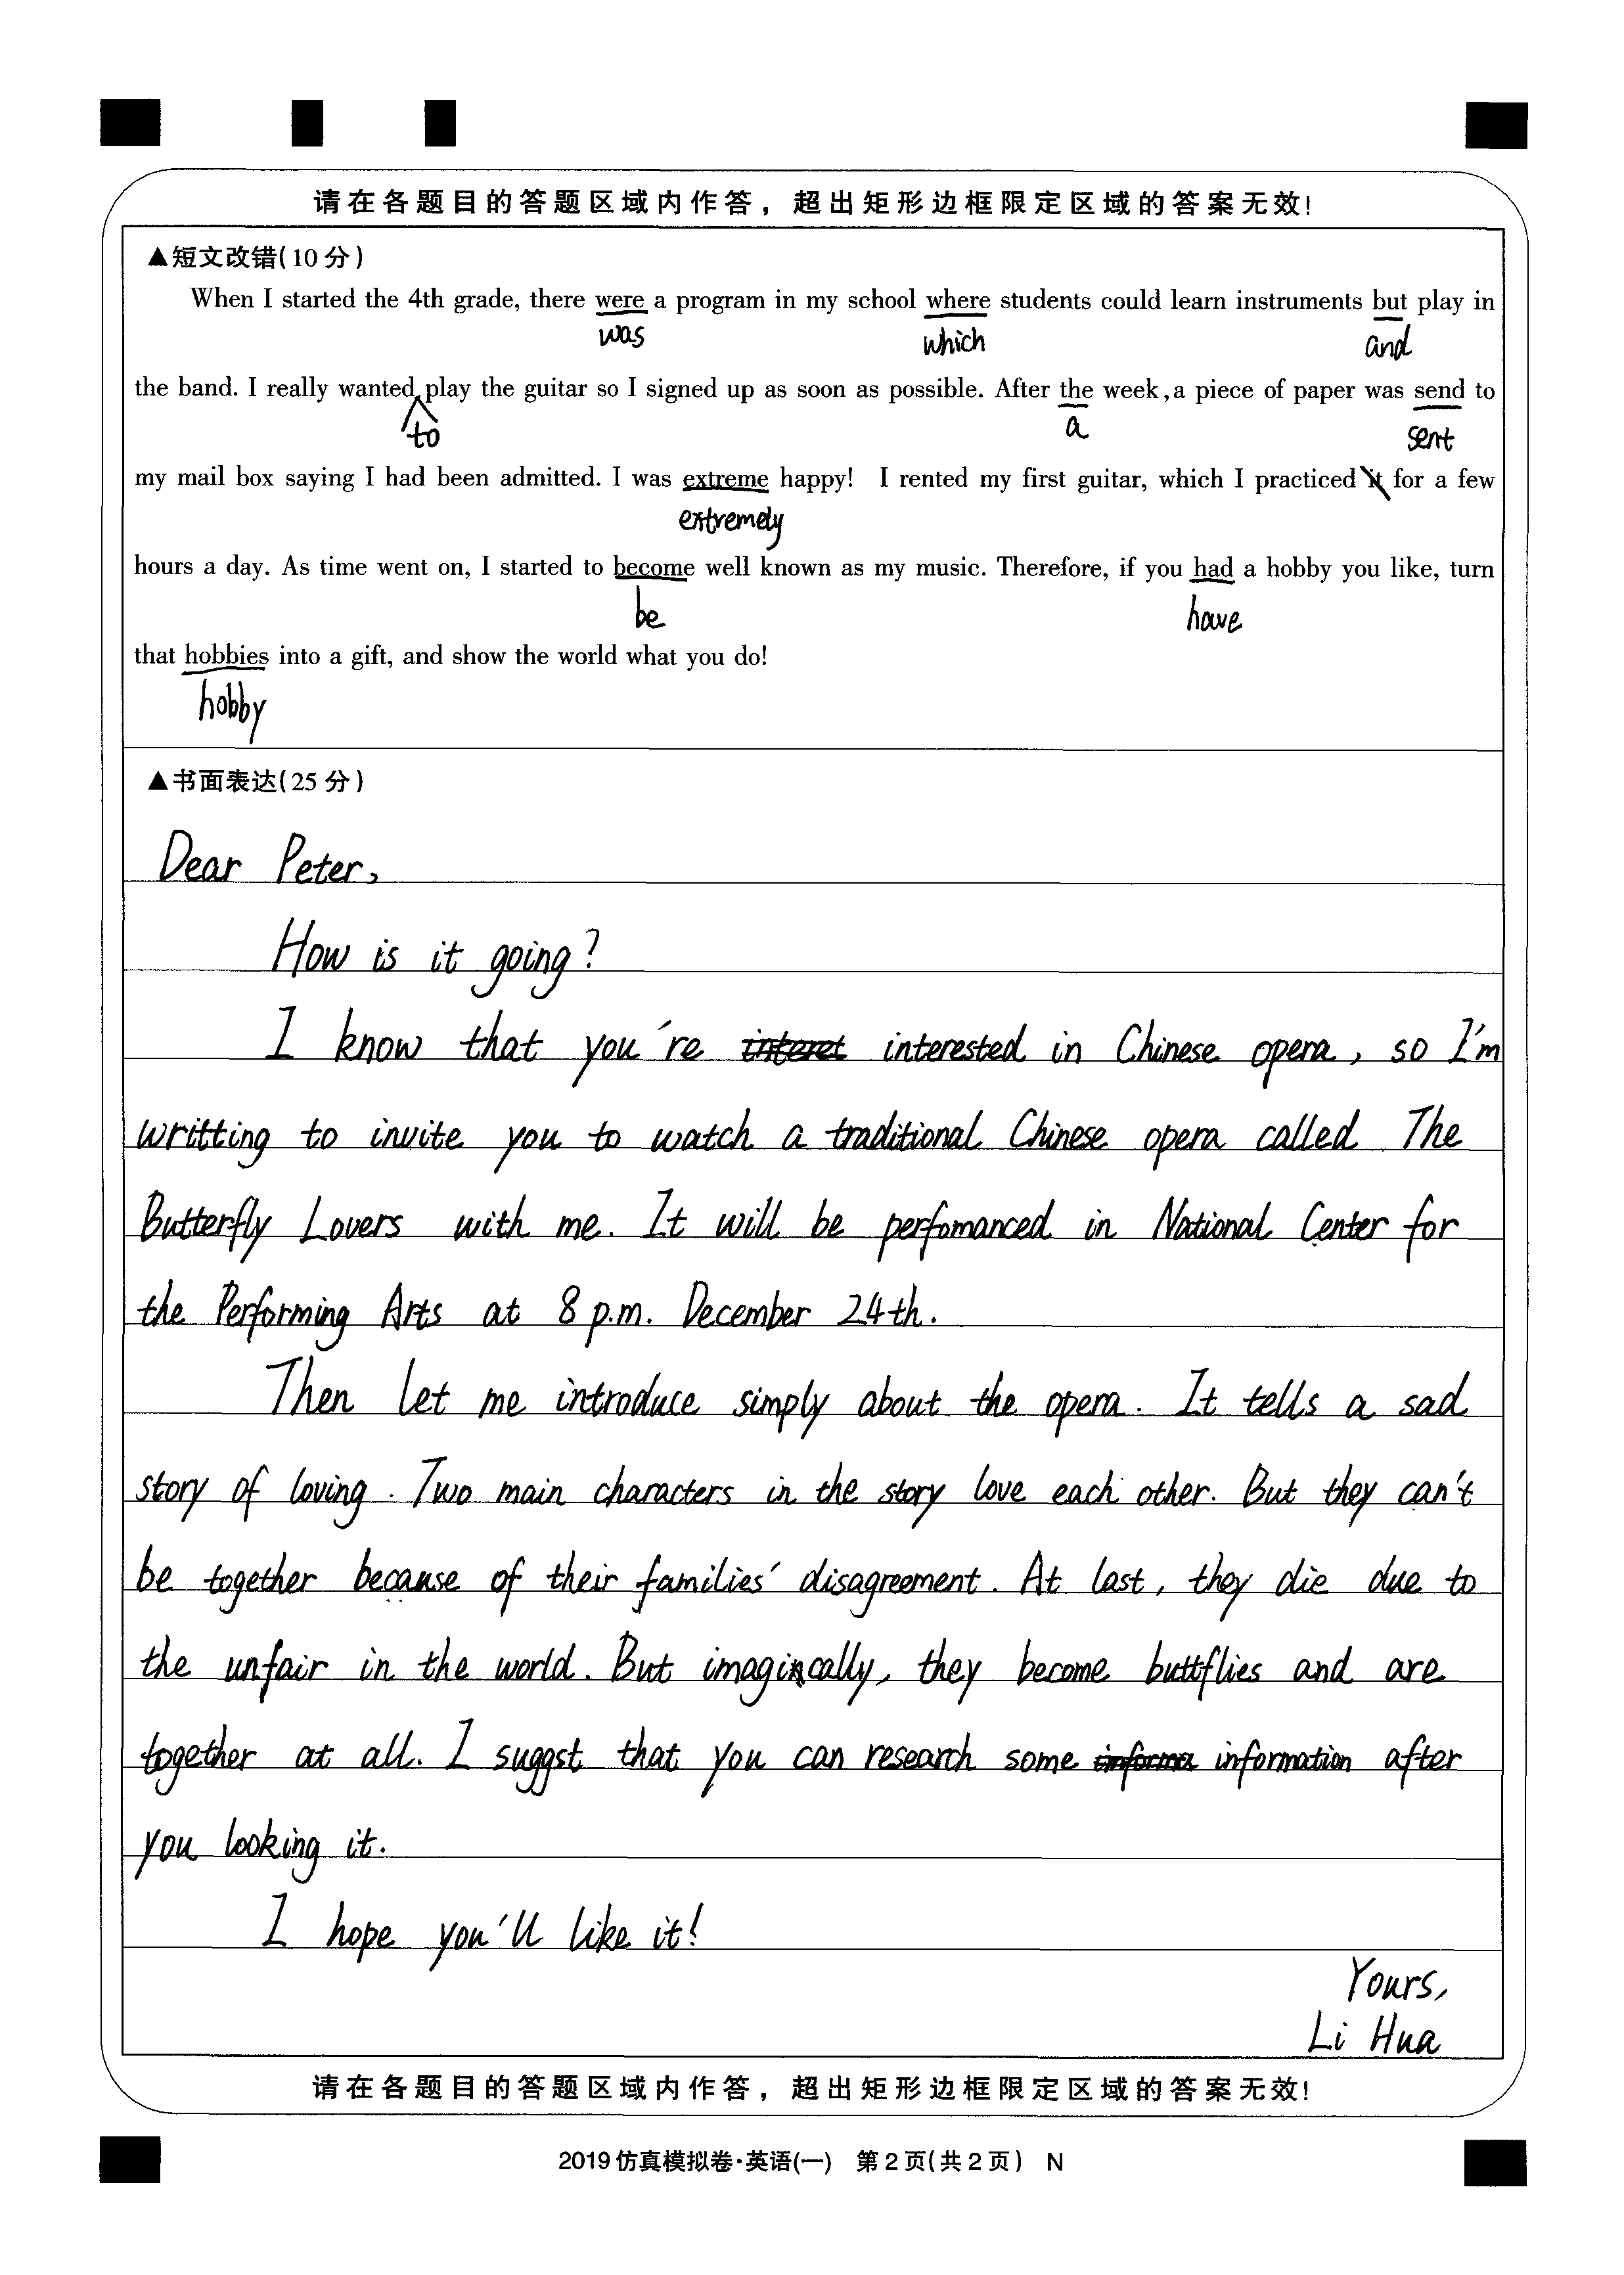 请在各题目的答题区域内作答，超出矩形边框限定区域的答案无效!
▲短文改错(10分)
When I started the 4th grade, there were a program in my school where students could learn instruments but play in
was which and
the band. I really wanted play the guitar so I signed up as soon as possible. After the week, a piece of paper was send to
to a sent
my mail box saying I had been admitted. I was extreme happy! I rented my first guitar, which I practiced it for a few
extremely
hours a day. As time went on, I started to become well known as my music. Therefore, if you had a hobby you like, turn
be have
that hobbies into a gift, and show the world what you do!
hobby
▲书面表达(25分)
Dear Peter,
How is it going?
I know that you're interet interested in Chinese opera, so I'm
writting to invite you to watch a traditional Chinese opera called The
Butterfly Lovers with me. It will be perfomanced in National Center for
the Performing Arts at 8 p.m. December 24th.
Then let me introduce simply about the opera. It tells a sad
story of loving. Two main characters in the story love each other. But they can't
be together because of their families' disagreement. At last, they die due to
the unfair in the world. But imagincally, they become buttflies and are
together at all. I suggst that you can research some informa information after
you looking it.
I hope you'll like it!
Yours,
Li Hua
请在各题目的答题区域内作答，超出矩形边框限定区域的答案无效!
2019仿真模拟卷·英语(一) 第2页(共2页) N